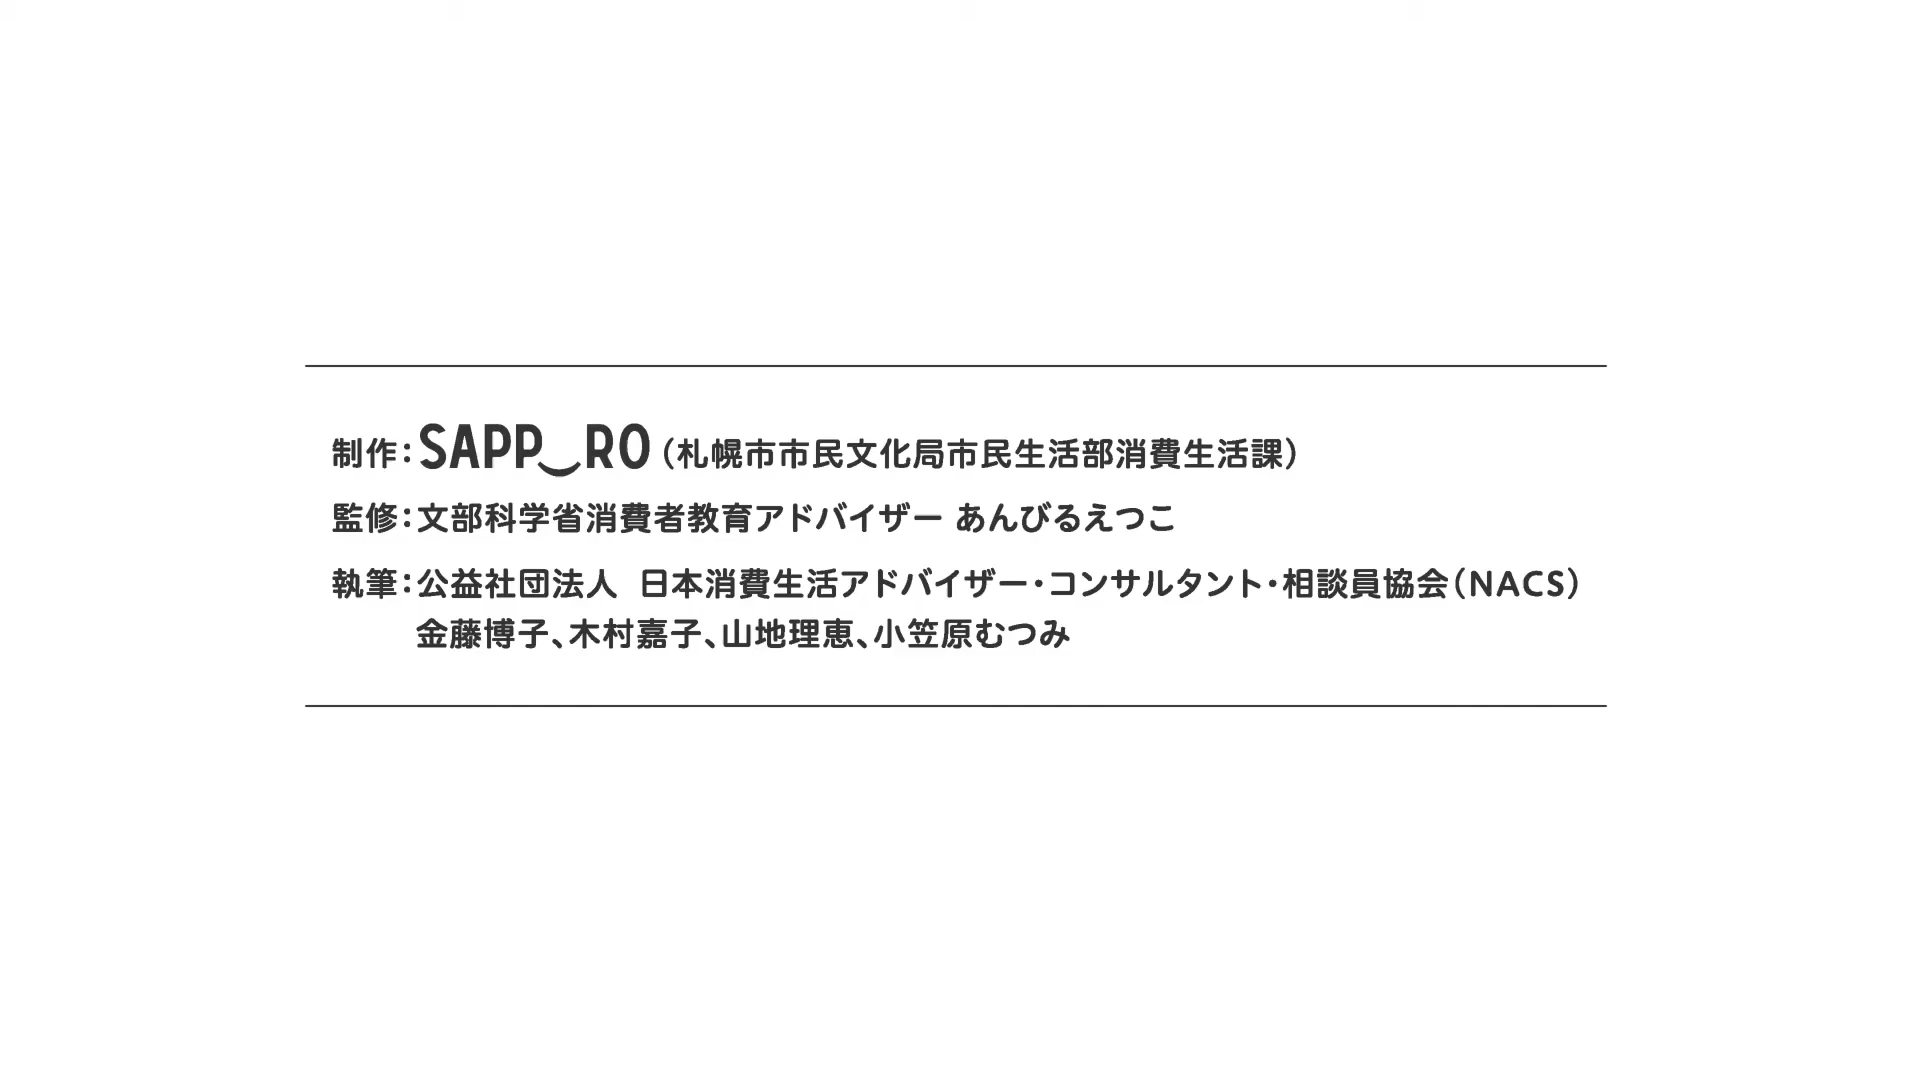 制作：SAPP‿RO（札幌市市民文化局市民生活部消費生活課）
監修：文部科学省消費者教育アドバイザー あんびるえつこ
執筆：公益社団法人 日本消費生活アドバイザー・コンサルタント・相談員協会（NACS）
金藤博子、木村嘉子、山地理恵、小笠原むつみ